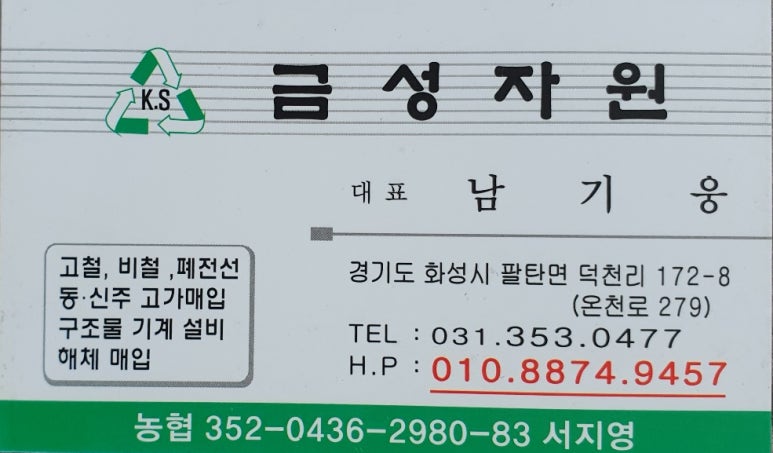 K.S
금성자원
대표 남기웅
고철, 비철 ,폐전선
동·신주 고가매입
구조물 기계 설비
해체 매입
경기도 화성시 팔탄면 덕천리 172-8
(온천로 279)
TEL : 031.353.0477
H.P : 010.8874.9457
농협 352-0436-2980-83 서지영